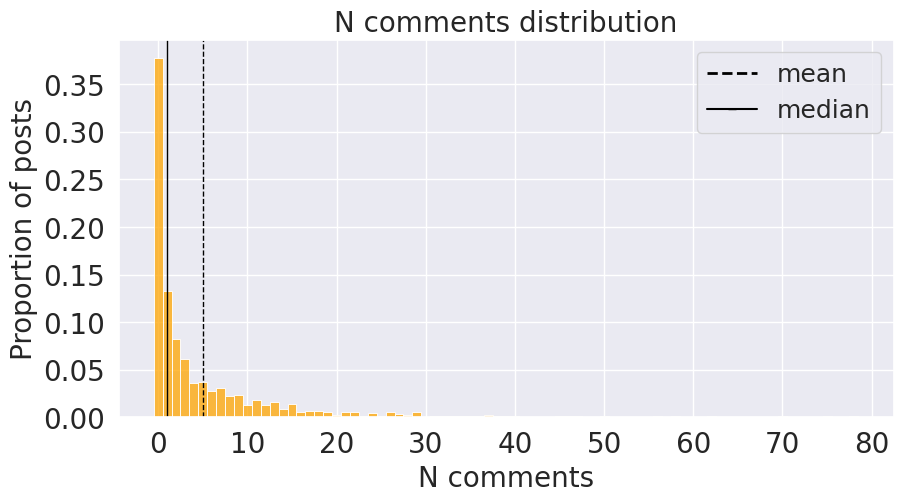 N comments distribution
mean
median
Proportion of posts
0.35
0.30
0.25
0.20
0.15
0.10
0.05
0.00
0 10 20 30 40 50 60 70 80
N comments